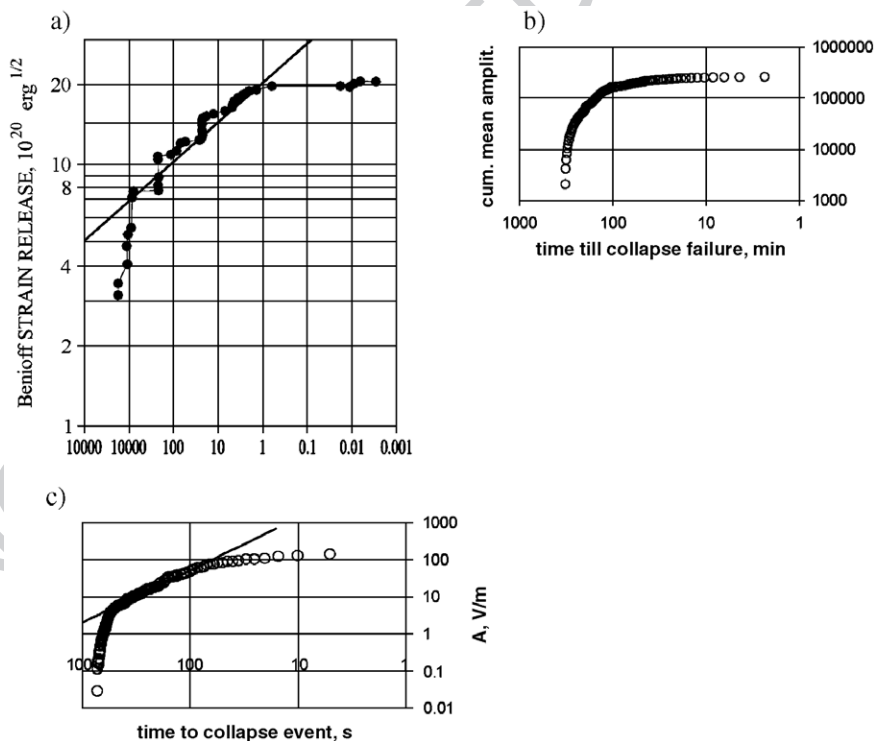 a)
Benioff STRAIN RELEASE, 10²⁰ erg ¹/²
20
10
8
4
2
1
10000 10000 100 10 1 0.1 0.01 0.001
b)
cum. mean amplit.
1000000
100000
10000
1000
1000 100 10 1
time till collapse failure, min
c)
1000
100
10
1
0.1
0.01
A, V/m
1000 100 10 1
time to collapse event, s